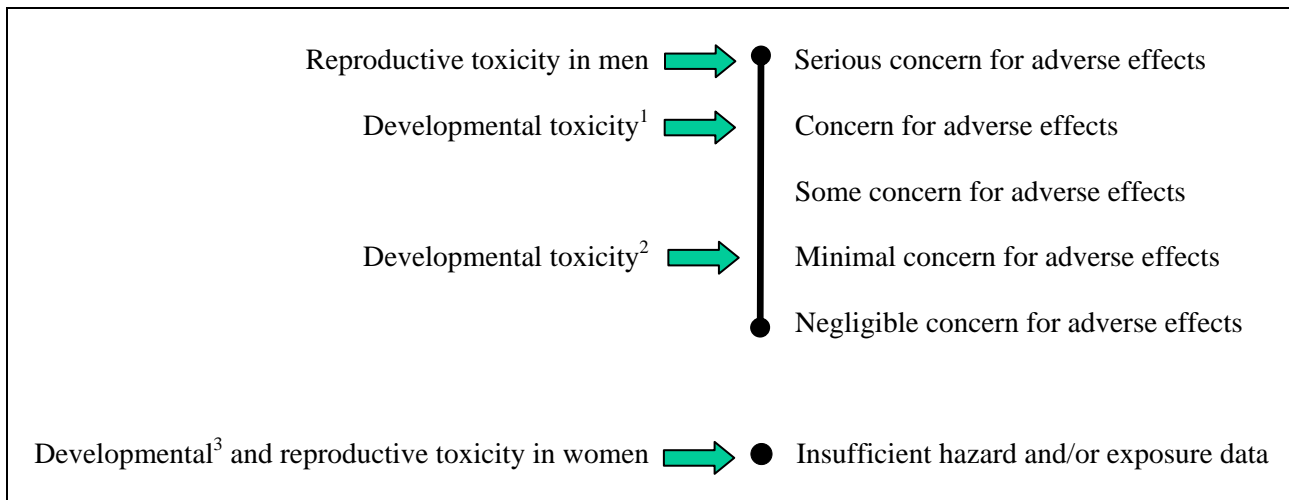 Reproductive toxicity in men Serious concern for adverse effects
Developmental toxicity¹ Concern for adverse effects
Some concern for adverse effects
Developmental toxicity² Minimal concern for adverse effects
Negligible concern for adverse effects
Developmental³ and reproductive toxicity in women Insufficient hazard and/or exposure data